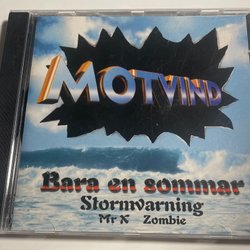 MOTVIND
Bara en sommar
Stormvarning
Mr X Zombie